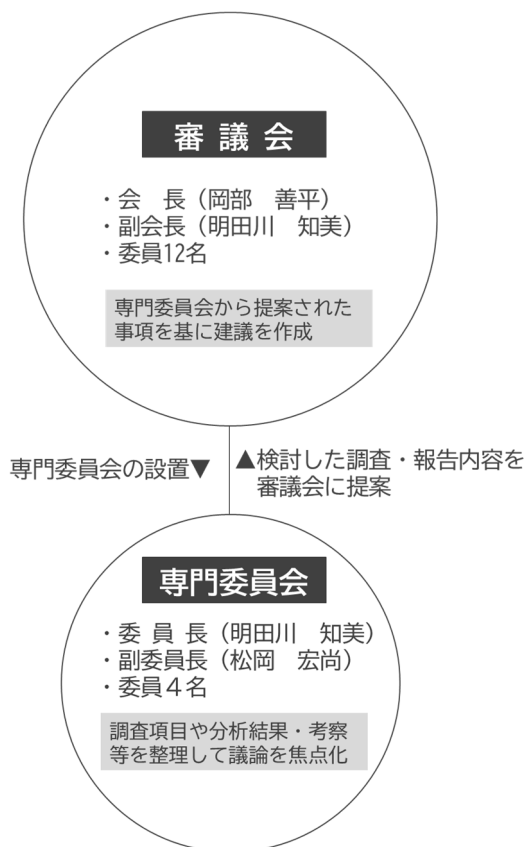 審議会
・会　長（岡部　善平）
・副会長（明田川　知美）
・委員12名
専門委員会から提案された
事項を基に建議を作成
専門委員会の設置▼
▲検討した調査・報告内容を
審議会に提案
専門委員会
・委 員 長（明田川　知美）
・副委員長（松岡　宏尚）
・委員４名
調査項目や分析結果・考察
等を整理して議論を焦点化